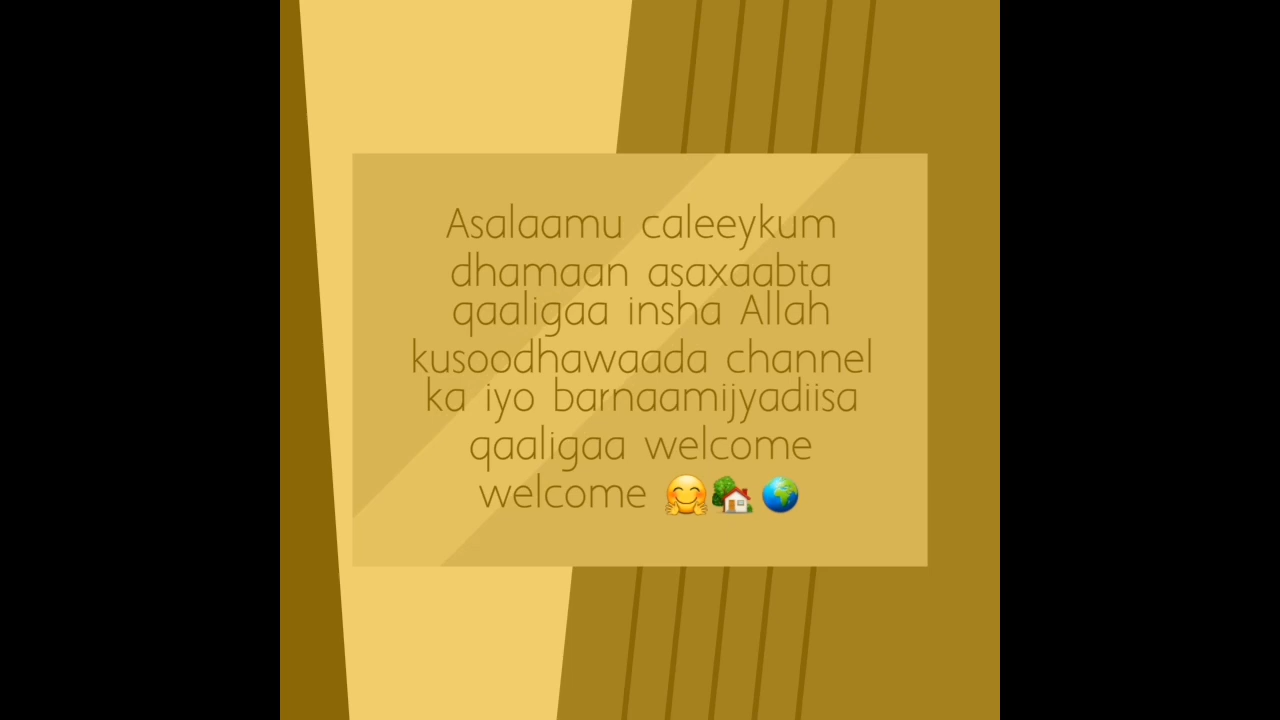 Asalaamu caleeykum
dhamaan asaxaabta
qaaligaa insha Allah
kusoodhawaada channel
ka iyo barnaamijyadiisa
qaaligaa welcome
welcome 🤗🏡🌍